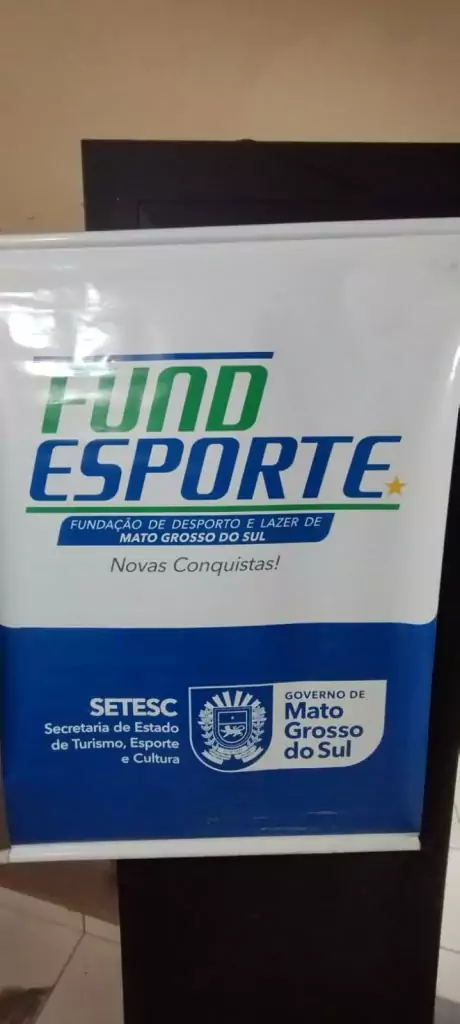 FUND
ESPORTE
FUNDAÇÃO DE DESPORTO E LAZER DE
MATO GROSSO DO SUL
Novas Conquistas!
SETESC
Secretaria de Estado
de Turismo, Esporte
e Cultura
GOVERNO DE
Mato
Grosso
do Sul